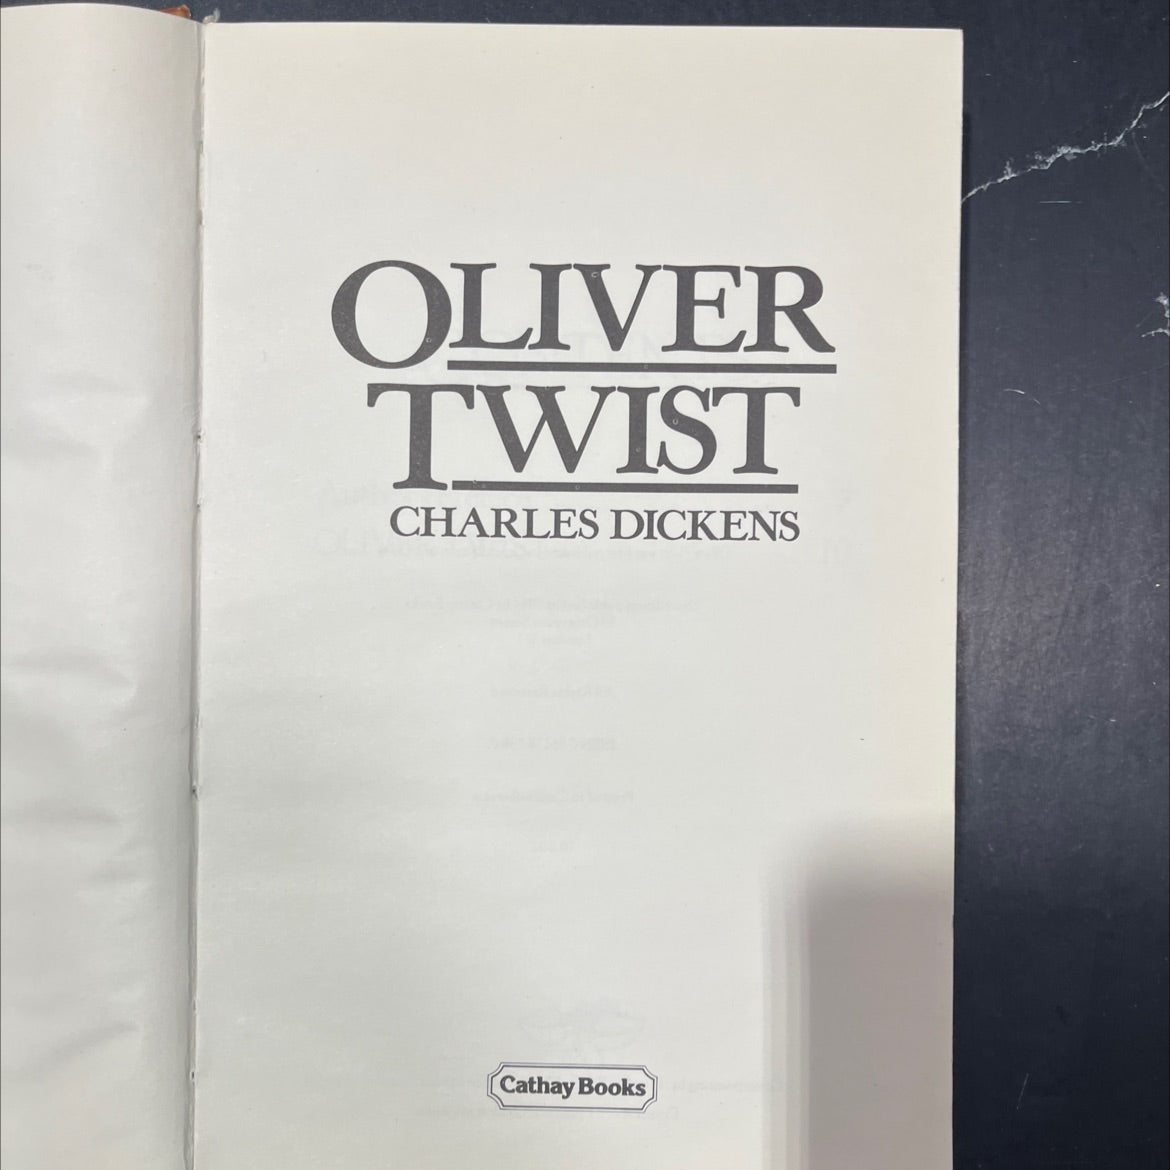 OLIVER
TWIST
CHARLES DICKENS
Cathay Books